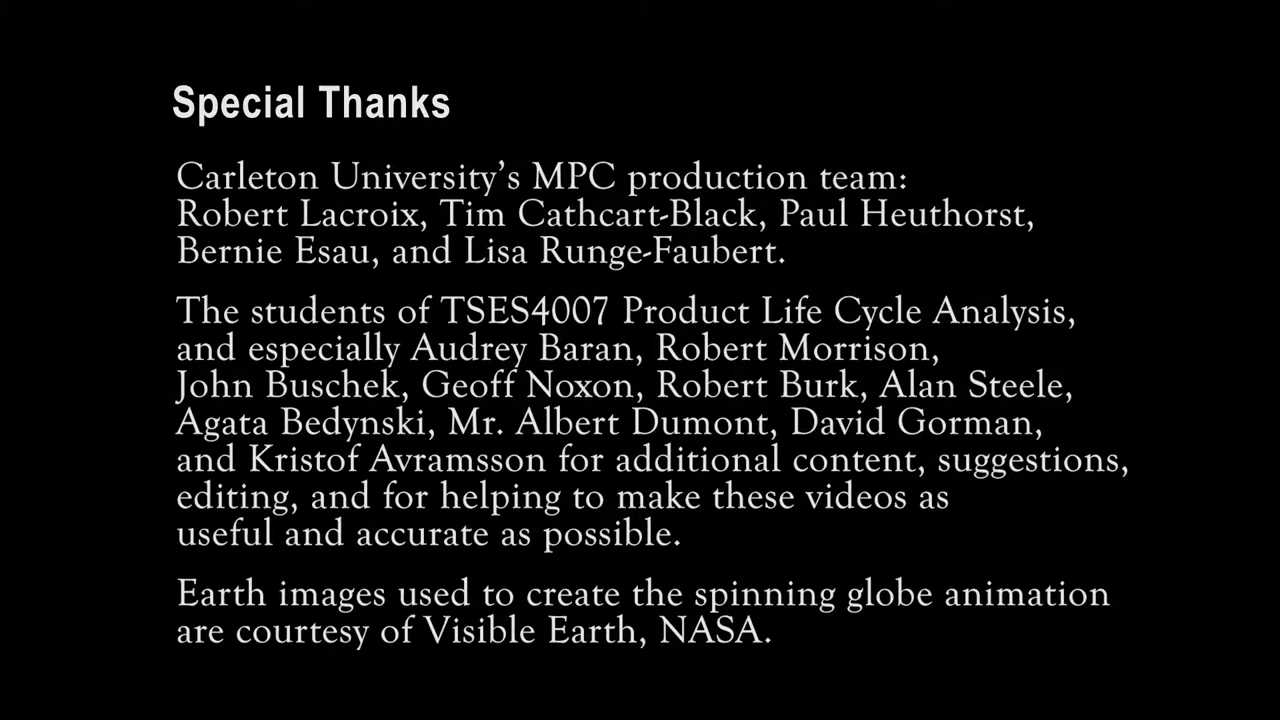 Special Thanks
Carleton University’s MPC production team:
Robert Lacroix, Tim Cathcart-Black, Paul Heuthorst,
Bernie Esau, and Lisa Runge-Faubert.
The students of TSES4007 Product Life Cycle Analysis,
and especially Audrey Baran, Robert Morrison,
John Buschek, Geoff Noxon, Robert Burk, Alan Steele,
Agata Bedynski, Mr. Albert Dumont, David Gorman,
and Kristof Avramsson for additional content, suggestions,
editing, and for helping to make these videos as
useful and accurate as possible.
Earth images used to create the spinning globe animation
are courtesy of Visible Earth, NASA.